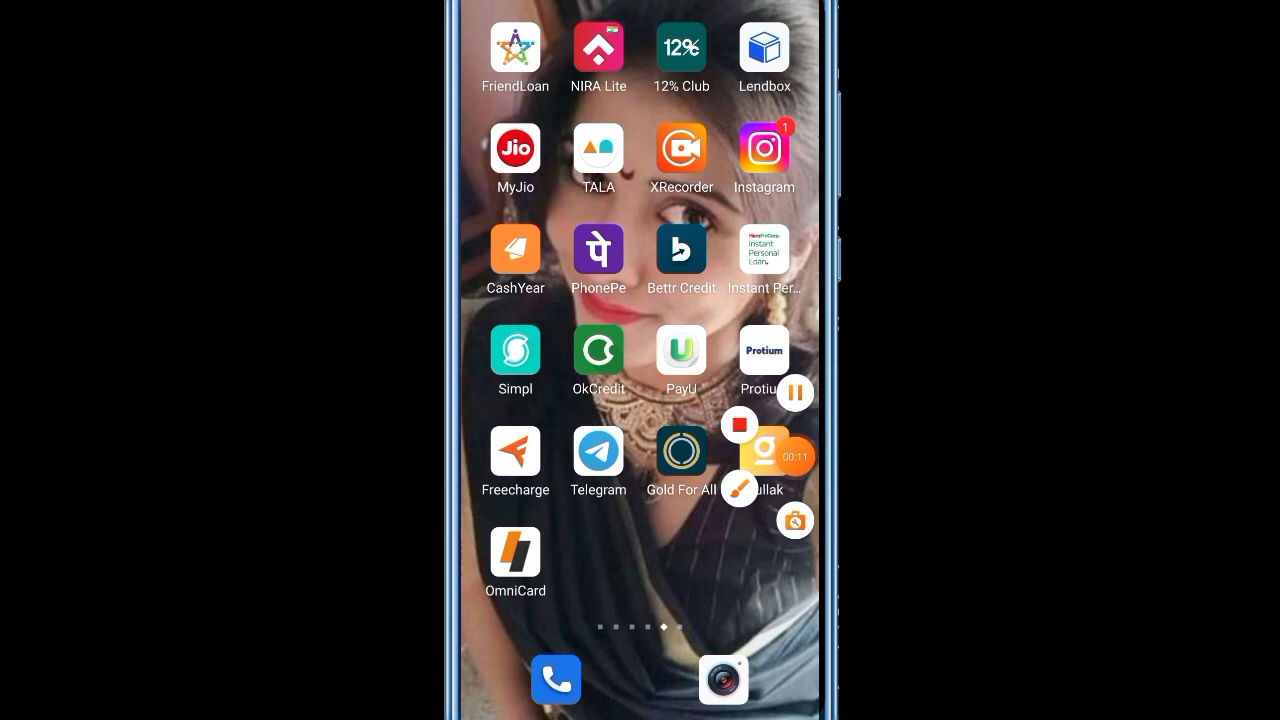 12%
FriendLoan NIRA Lite 12% Club Lendbox
Jio 1
MyJio TALA XRecorder Instagram
पे b HeroFinCorp. Instant Personal Loan.
CashYear PhonePe Bettr Credit Instant Per...
U Protium
Simpl OkCredit PayU Protiu
g 00:11
Freecharge Telegram Gold For All ullak
OmniCard